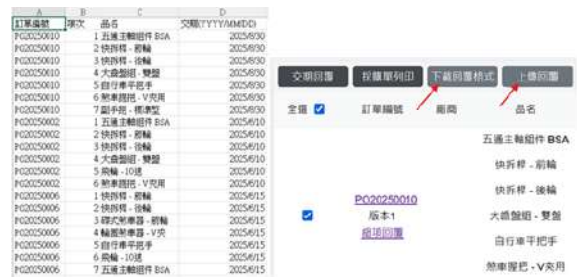 A B C D
訂單編號 項次 品名 交期(YYYY/MM/DD)
PO20250010 1 五通主軸組件 BSA 2025/8/30
PO20250010 2 快拆桿 - 前輪 2025/8/30
PO20250010 3 快拆桿 - 後輪 2025/8/30
PO20250010 4 大齒盤組 - 雙盤 2025/8/30
PO20250010 5 自行車平把手 2025/8/30
PO20250010 6 煞車握把 - V夾用 2025/8/30
PO20250010 7 副手把 - 標準型 2025/8/30
PO20250002 1 五通主軸組件 BSA 2025/6/10
PO20250002 2 快拆桿 - 前輪 2025/6/10
PO20250002 3 快拆桿 - 後輪 2025/6/10
PO20250002 4 大齒盤組 - 雙盤 2025/6/10
PO20250002 5 飛輪 - 10速 2025/6/10
PO20250002 6 煞車握把 - V夾用 2025/6/10
PO20250006 1 快拆桿 - 前輪 2025/6/15
PO20250006 2 快拆桿 - 後輪 2025/6/15
PO20250006 3 碟式煞車器 - 前輪 2025/6/15
PO20250006 4 輪圈煞車器 - V夾 2025/6/15
PO20250006 5 自行車平把手 2025/6/15
PO20250006 6 飛輪 - 10速 2025/6/15
PO20250006 7 五通主軸組件 BSA 2025/6/15
交期回覆 採購單列印 下載回覆格式 上傳回覆
全選 訂單編號 廠商 品名
五通主軸組件 BSA
快拆桿 - 前輪
快拆桿 - 後輪
PO20250010
版本1
逐項回覆
大齒盤組 - 雙盤
自行車平把手
煞車握把 - V夾用